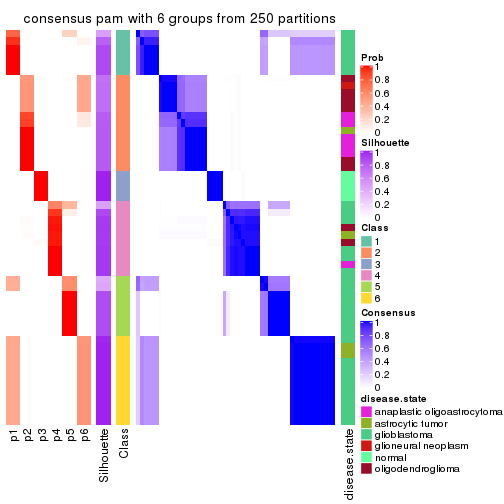 consensus pam with 6 groups from 250 partitions
Prob
1
0.8
0.6
0.4
0.2
0
Silhouette
1
0.8
0.6
0.4
0.2
0
Class
1
2
3
4
5
6
Consensus
1
0.8
0.6
0.4
0.2
0
disease.state
anaplastic oligoastrocytoma
astrocytic tumor
glioblastoma
glioneural neoplasm
normal
oligodendroglioma
p1
p2
p3
p4
p5
p6
Silhouette
Class
disease.state